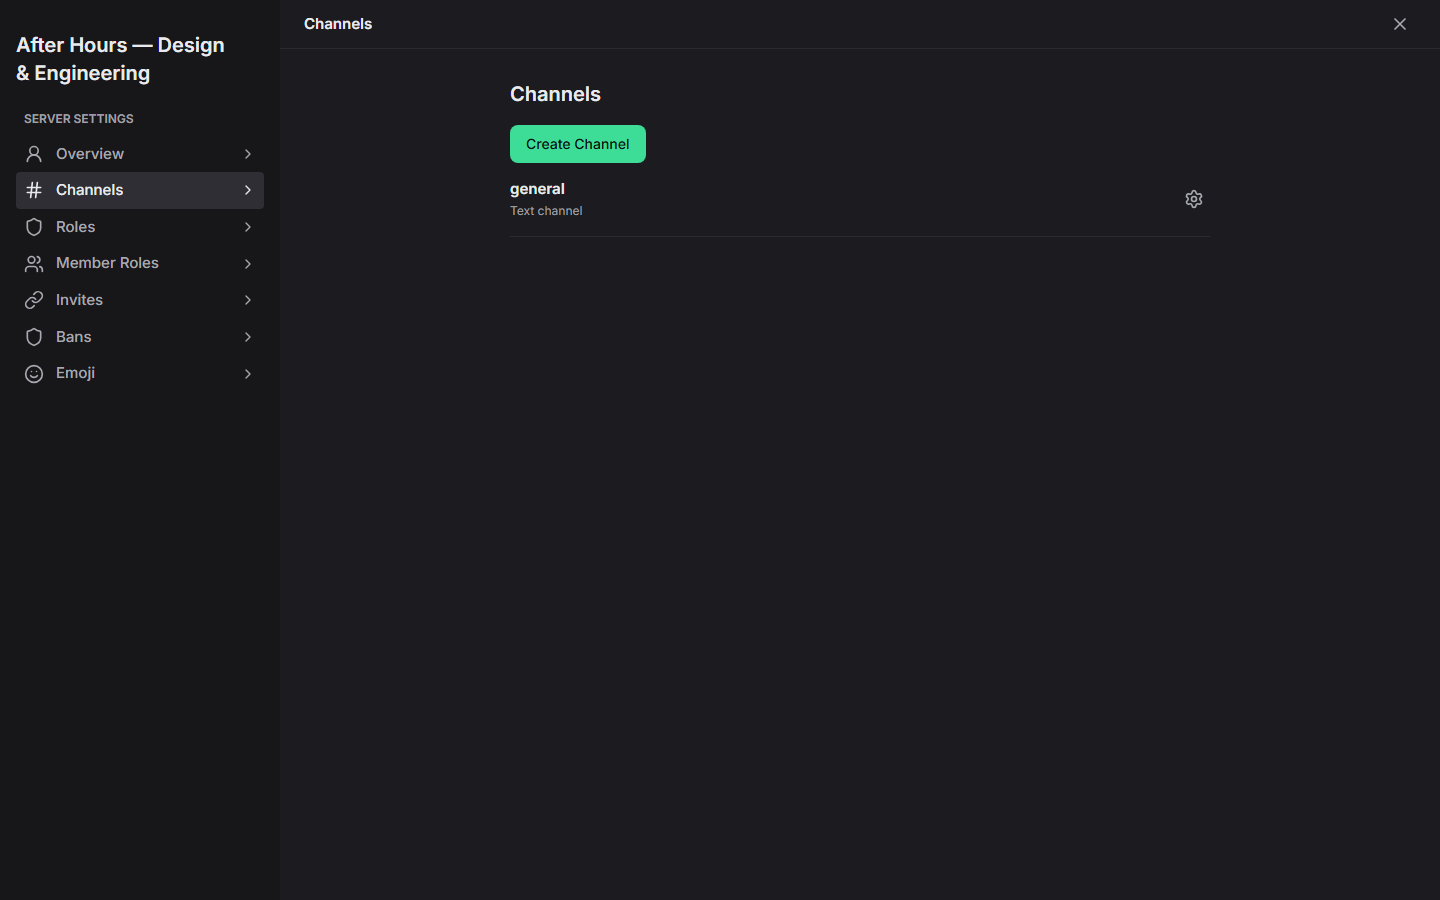 After Hours — Design
& Engineering
SERVER SETTINGS
Overview
Channels
Roles
Member Roles
Invites
Bans
Emoji
Channels
Channels
Create Channel
general
Text channel